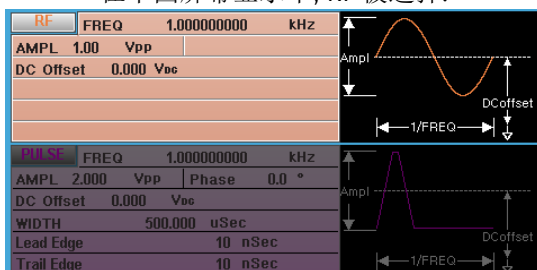 RF FREQ 1.000000000 kHz
AMPL 1.00 Vpp
DC Offset 0.000 VDC
Ampl
DCoffset
1/FREQ
PULSE FREQ 1.000000000 kHz
AMPL 2.000 Vpp Phase 0.0 °
DC Offset 0.000 VDC
WIDTH 500.000 uSec
Lead Edge 10 nSec
Trail Edge 10 nSec
Ampl
DCoffset
1/FREQ